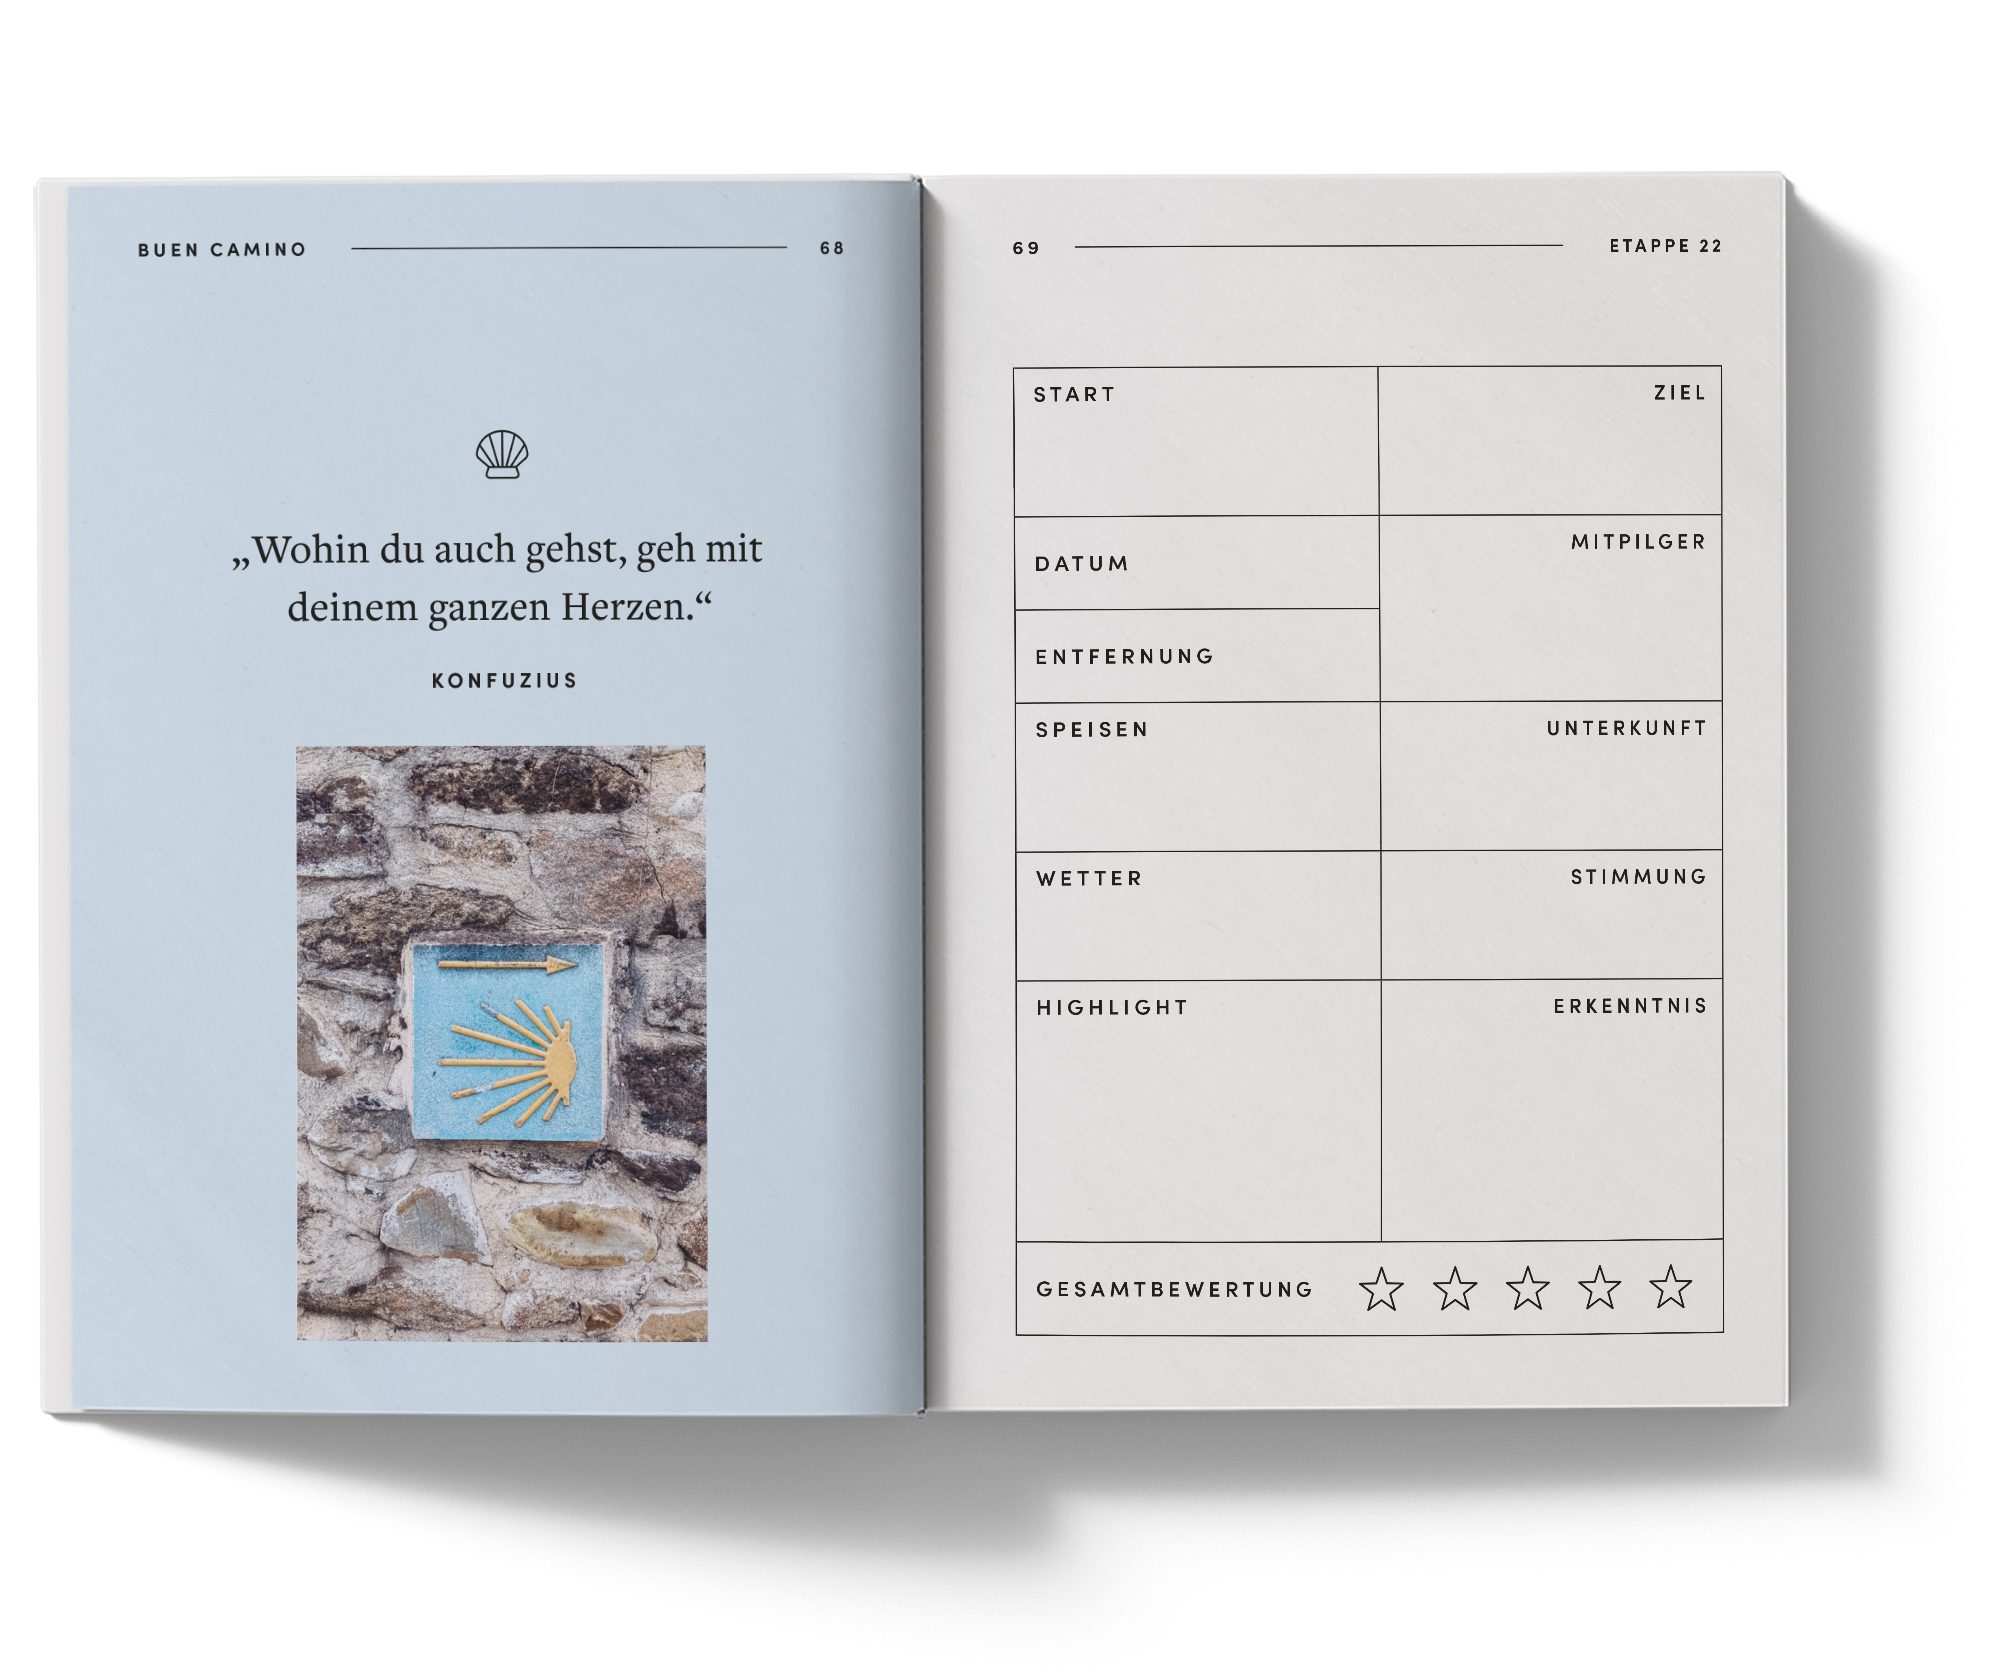 BUEN CAMINO 68
„Wohin du auch gehst, geh mit
deinem ganzen Herzen.“
KONFUZIUS
69 ETAPPE 22
START ZIEL
DATUM MITPILGER
ENTFERNUNG
SPEISEN UNTERKUNFT
WETTER STIMMUNG
HIGHLIGHT ERKENNTNIS
GESAMTBEWERTUNG